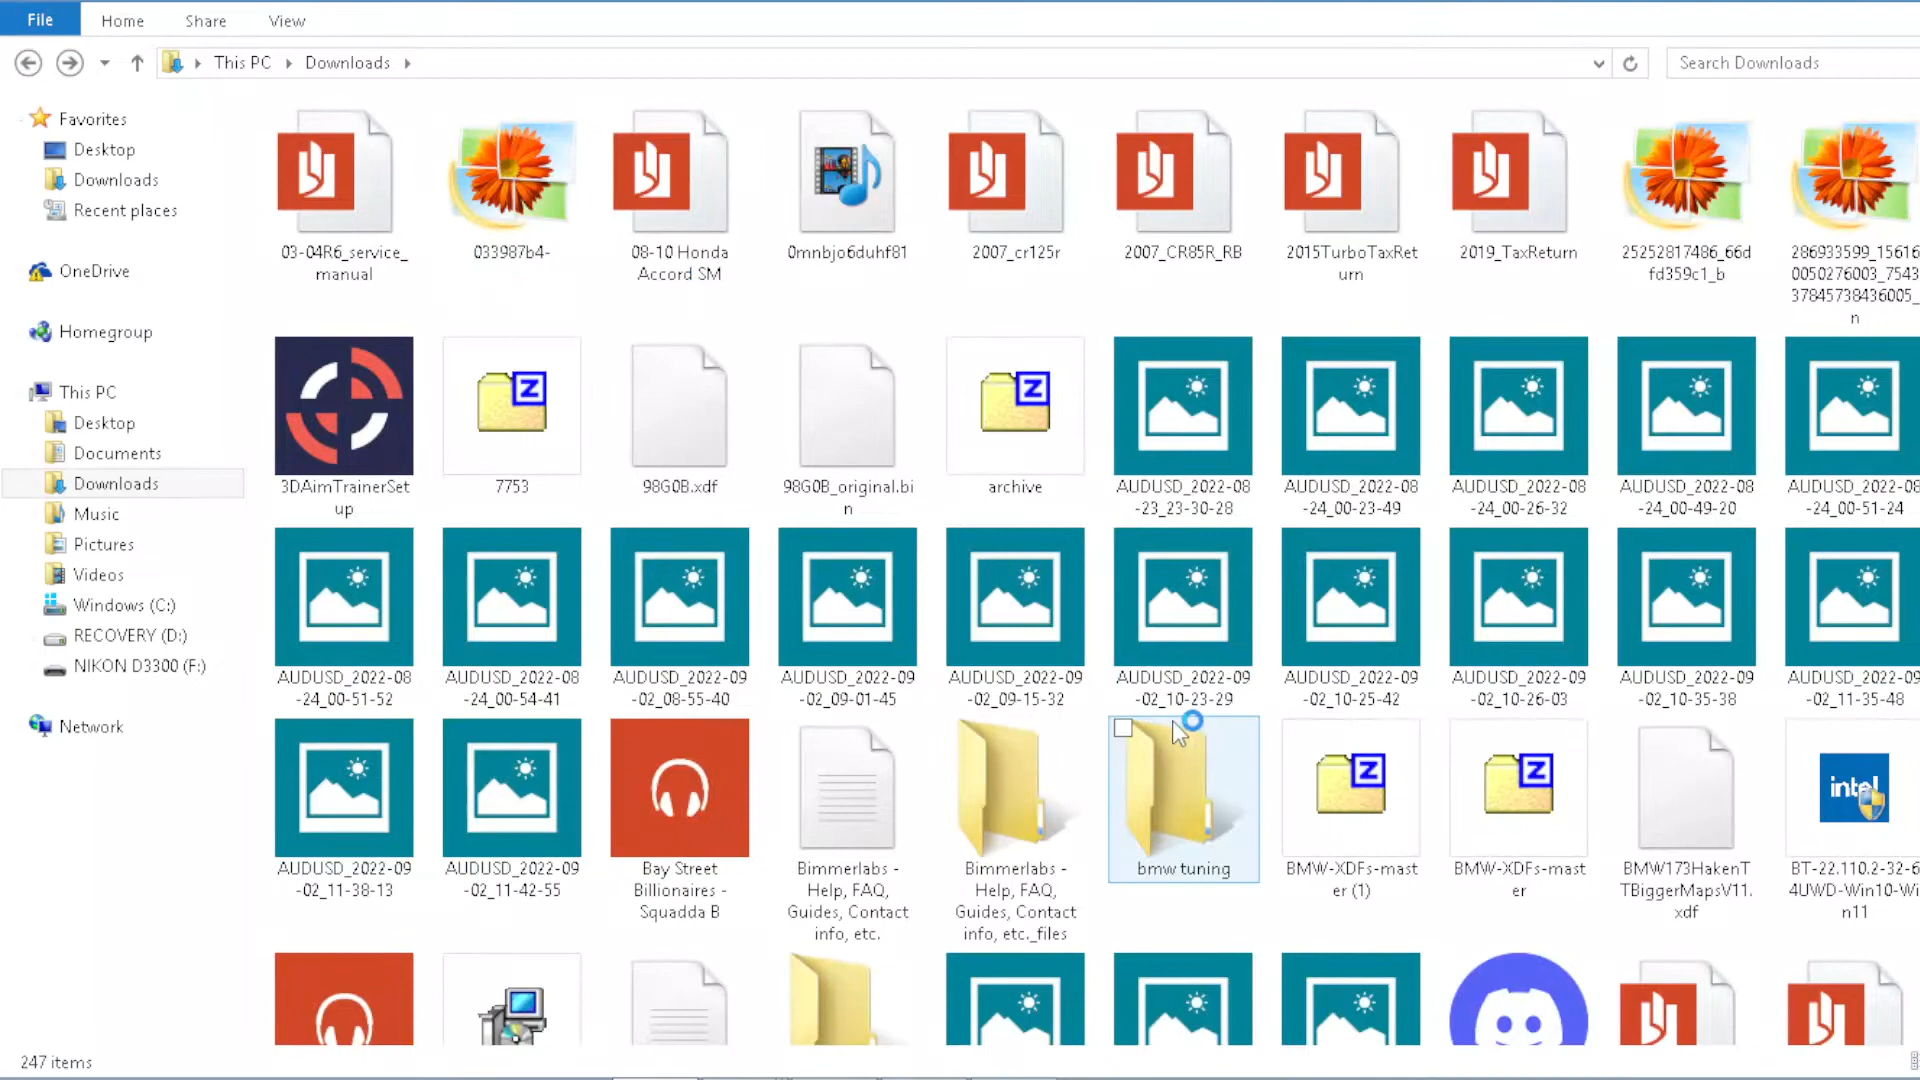 File Home Share View
This PC Downloads Search Downloads
Favorites
Desktop
Downloads
Recent places
OneDrive
Homegroup
This PC
Desktop
Documents
Downloads
Music
Pictures
Videos
Windows (C:)
RECOVERY (D:)
NIKON D3300 (F:)
Network
03-04R6_service_
manual
033987b4-
08-10 Honda
Accord SM
0mnbjo6duhf81
2007_cr125r
2007_CR85R_RB
2015TurboTaxRet
urn
2019_TaxReturn
25252817486_66d
fd359c1_b
286933599_15616
0050276003_7543
37845738436005_
n
3DAimTrainerSet
up
7753
98G0B.xdf
98G0B_original.bi
n
archive
AUDUSD_2022-08
-23_23-30-28
AUDUSD_2022-08
-24_00-23-49
AUDUSD_2022-08
-24_00-26-32
AUDUSD_2022-08
-24_00-49-20
AUDUSD_2022-08
-24_00-51-24
AUDUSD_2022-08
-24_00-51-52
AUDUSD_2022-08
-24_00-54-41
AUDUSD_2022-09
-02_08-55-40
AUDUSD_2022-09
-02_09-01-45
AUDUSD_2022-09
-02_09-15-32
AUDUSD_2022-09
-02_10-23-29
AUDUSD_2022-09
-02_10-25-42
AUDUSD_2022-09
-02_10-26-03
AUDUSD_2022-09
-02_10-35-38
AUDUSD_2022-09
-02_11-35-48
AUDUSD_2022-09
-02_11-38-13
AUDUSD_2022-09
-02_11-42-55
Bay Street
Billionaires -
Squadda B
Bimmerlabs -
Help, FAQ,
Guides, Contact
info, etc.
Bimmerlabs -
Help, FAQ,
Guides, Contact
info, etc._files
bmw tuning
BMW-XDFs-mast
er (1)
BMW-XDFs-mast
er
BMW173HakenT
TBiggerMapsV11.
xdf
intel
BT-22.110.2-32-6
4UWD-Win10-Wi
n11
247 items